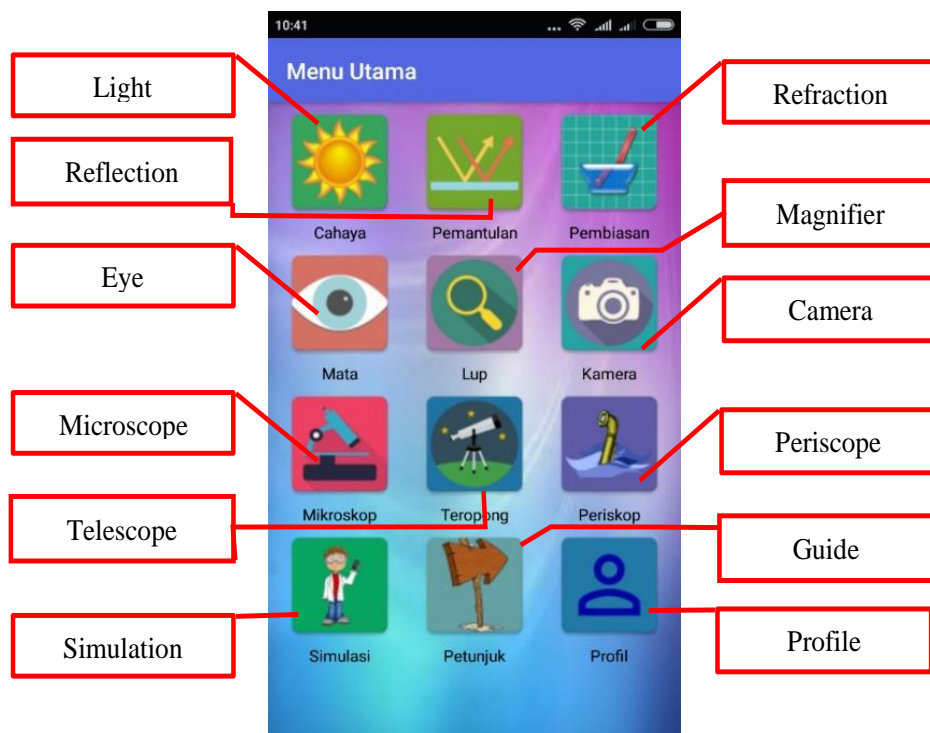 10:41
...
Menu Utama
Light
Refraction
Reflection
Cahaya
Pemantulan
Pembiasan
Magnifier
Eye
Camera
Mata
Lup
Kamera
Microscope
Periscope
Mikroskop
Teropong
Periskop
Telescope
Guide
Simulation
Profile
Simulasi
Petunjuk
Profil